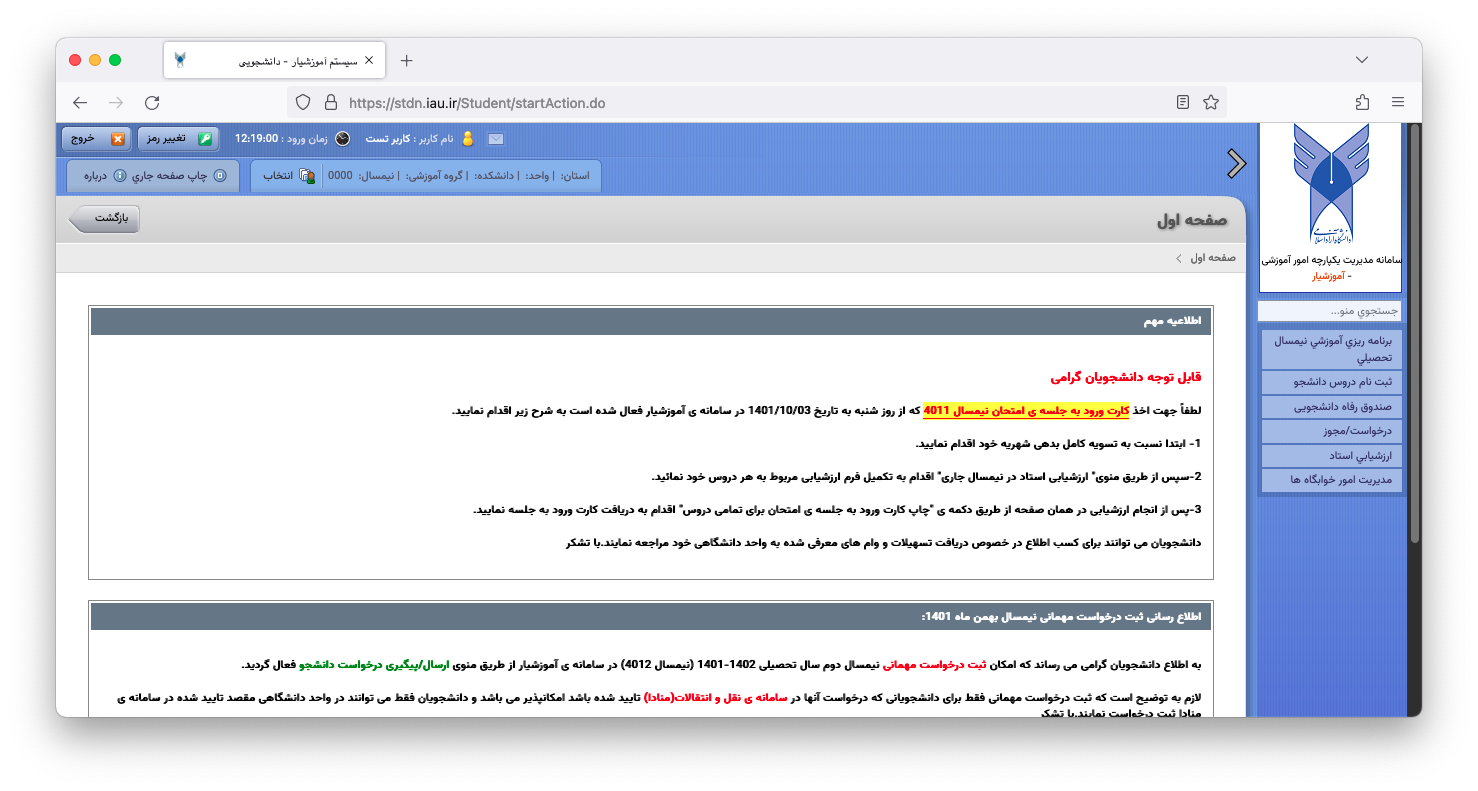 سیستم آموزشیار - دانشجویی
https://stdn.iau.ir/Student/startAction.do
نام کاربر : کاربر تست
زمان ورود : 12:19:00
تغییر رمز
خروج
استان: | واحد: | دانشکده: | گروه آموزشی: | نیمسال: 0000
انتخاب
چاپ صفحه جاري
درباره
صفحه اول
بازگشت
صفحه اول
دانشگاه آزاد اسلامی
سامانه مدیریت یکپارچه امور آموزشی
- آموزشیار
جستجوي منو...
برنامه ريزي آموزشي نيمسال
تحصيلي
ثبت نام دروس دانشجو
صندوق رفاه دانشجویی
درخواست/مجوز
ارزشيابي استاد
مدیریت امور خوابگاه ها
اطلاعیه مهم
قابل توجه دانشجویان گرامی
لطفاً جهت اخذ کارت ورود به جلسه ی امتحان نیمسال 4011 که از روز شنبه به تاریخ 1401/10/03 در سامانه ی آموزشیار فعال شده است به شرح زیر اقدام نمایید.
1- ابتدا نسبت به تسویه کامل بدهی شهریه خود اقدام نمایید.
2-سپس از طریق منوی" ارزشیابی استاد در نیمسال جاری" اقدام به تکمیل فرم ارزشیابی مربوط به هر دروس خود نمائید.
3-پس از انجام ارزشیابی در همان صفحه از طریق دکمه ی "چاپ کارت ورود به جلسه ی امتحان برای تمامی دروس" اقدام به دریافت کارت ورود به جلسه نمایید.
دانشجویان می توانند برای کسب اطلاع در خصوص دریافت تسهیلات و وام های معرفی شده به واحد دانشگاهی خود مراجعه نمایند.با تشکر
اطلاع رسانی ثبت درخواست مهمانی نیمسال بهمن ماه 1401:
به اطلاع دانشجویان گرامی می رساند که امکان ثبت درخواست مهمانی نیمسال دوم سال تحصیلی 1402-1401 (نیمسال 4012) در سامانه ی آموزشیار از طریق منوی ارسال/پیگیری درخواست دانشجو فعال گردید.
لازم به توضیح است که ثبت درخواست مهمانی فقط برای دانشجویانی که درخواست آنها در سامانه ی نقل و انتقالات(منادا) تایید شده باشد امکانپذیر می باشد و دانشجویان فقط می توانند در واحد دانشگاهی مقصد تایید شده در سامانه ی
منادا ثبت درخواست نمایند.با تشکر